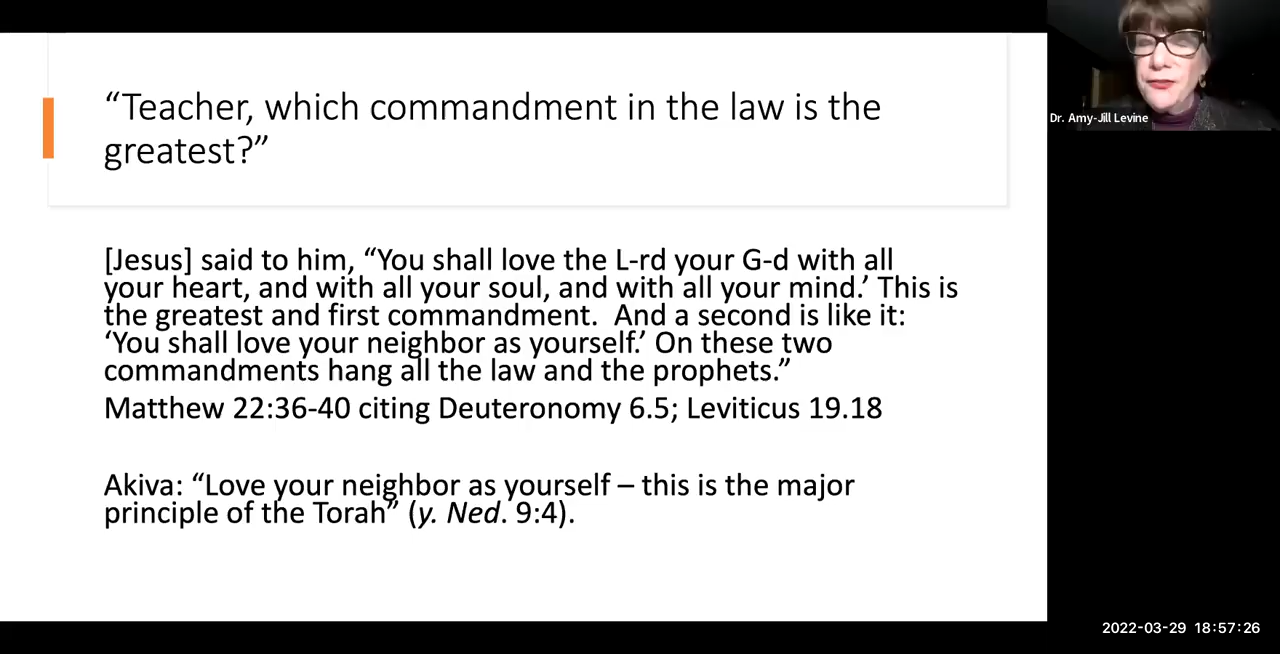 “Teacher, which commandment in the law is the
greatest?”
[Jesus] said to him, “You shall love the L-rd your G-d with all
your heart, and with all your soul, and with all your mind.’ This is
the greatest and first commandment.  And a second is like it:
‘You shall love your neighbor as yourself.’ On these two
commandments hang all the law and the prophets.”
Matthew 22:36-40 citing Deuteronomy 6.5; Leviticus 19.18
Akiva: “Love your neighbor as yourself – this is the major
principle of the Torah” (y. Ned. 9:4).
Dr. Amy-Jill Levine
2022-03-29 18:57:26